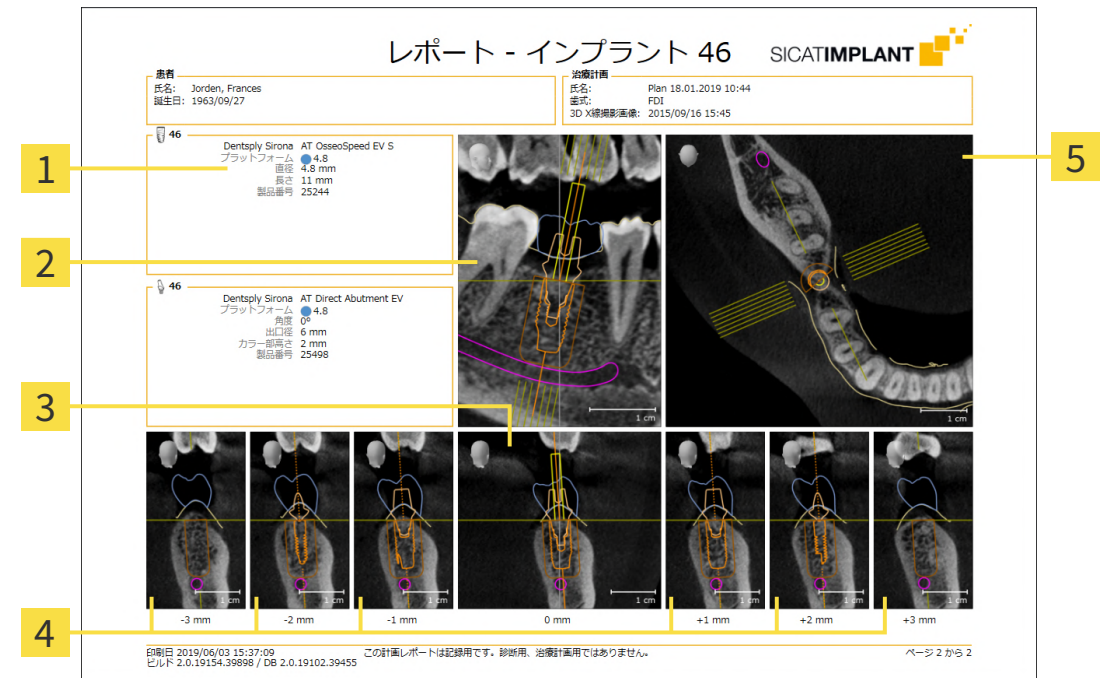 レポート - インプラント 46
SICATIMPLANT
患者
氏名: Jorden, Frances
誕生日: 1963/09/27
治療計画
氏名: Plan 18.01.2019 10:44
歯式: FDI
3D X線撮影画像: 2015/09/16 15:45
1
46
Dentsply Sirona AT OsseoSpeed EV S
プラットフォーム 4.8
直径 4.8 mm
長さ 11 mm
製品番号 25244
2
46
Dentsply Sirona AT Direct Abutment EV
プラットフォーム 4.8
角度 0°
出口径 6 mm
カラー部高さ 2 mm
製品番号 25498
1 cm
1 cm
5
3
1 cm
1 cm
1 cm
1 cm
1 cm
1 cm
1 cm
-3 mm
-2 mm
-1 mm
0 mm
+1 mm
+2 mm
+3 mm
4
印刷日 2019/06/03 15:37:09
ビルド 2.0.19154.39898 / DB 2.0.19102.39455
この計画レポートは記録用です。診断用、治療計画用ではありません。
ページ 2 から 2